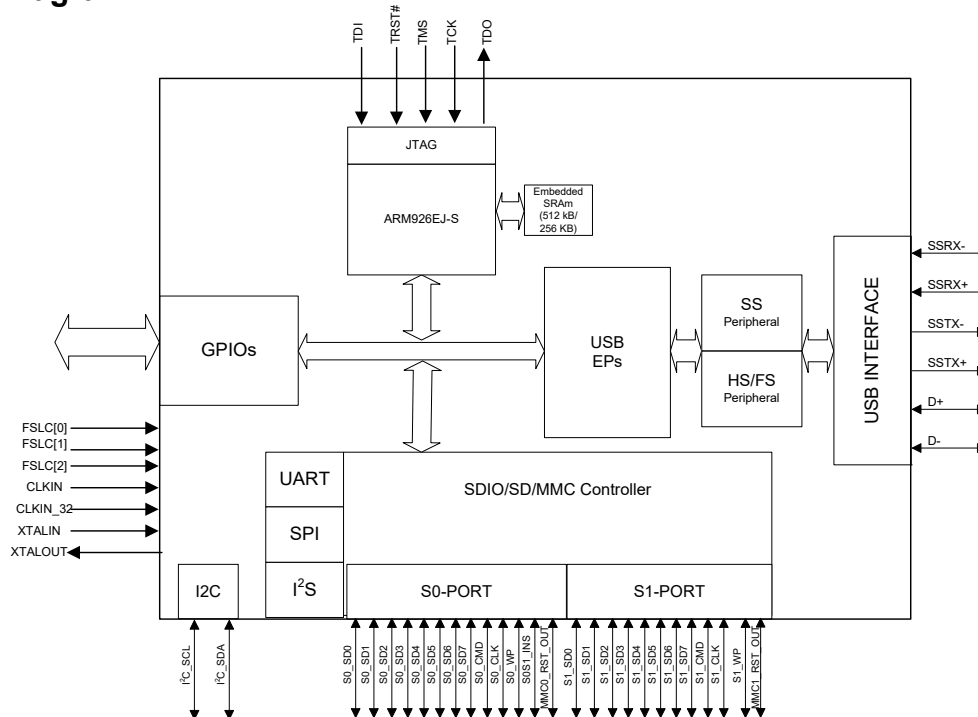 TDI
TRST#
TMS
TCK
TDO
JTAG
ARM926EJ-S
Embedded
SRAm
(512 kB/
256 KB)
GPIOs
USB
EPs
SS
Peripheral
HS/FS
Peripheral
USB INTERFACE
SSRX-
SSRX+
SSTX-
SSTX+
D+
D-
FSLC[0]
FSLC[1]
FSLC[2]
CLKIN
CLKIN_32
XTALIN
XTALOUT
UART
SPI
I²S
SDIO/SD/MMC Controller
I2C
S0-PORT
S1-PORT
I²C_SCL
I²C_SDA
S0_SD0
S0_SD1
S0_SD2
S0_SD3
S0_SD4
S0_SD5
S0_SD6
S0_SD7
S0_CMD
S0_CLK
S0_WP
S0S1_INS
MMC0_RST_OUT
S1_SD0
S1_SD1
S1_SD2
S1_SD3
S1_SD4
S1_SD5
S1_SD6
S1_SD7
S1_CMD
S1_CLK
S1_WP
MMC1_RST_OUT